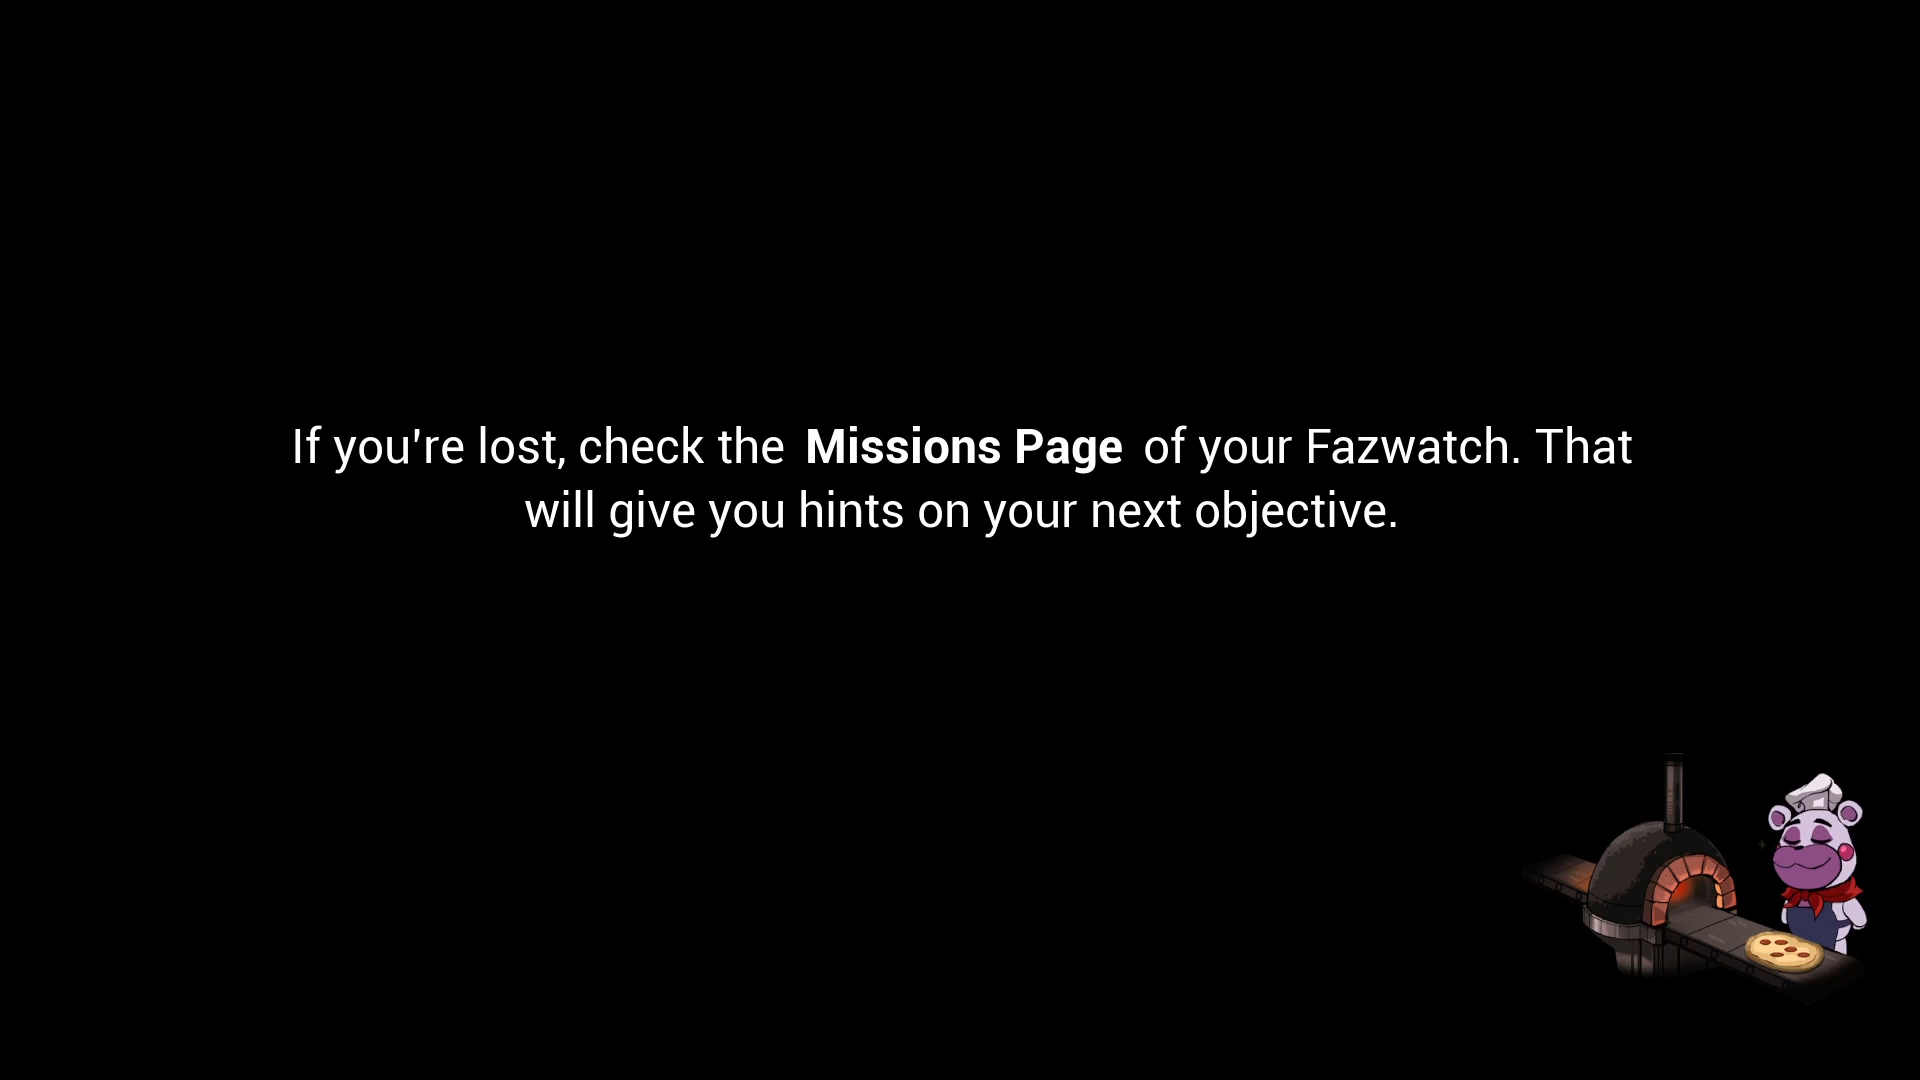 If you're lost, check the Missions Page of your Fazwatch. That
will give you hints on your next objective.